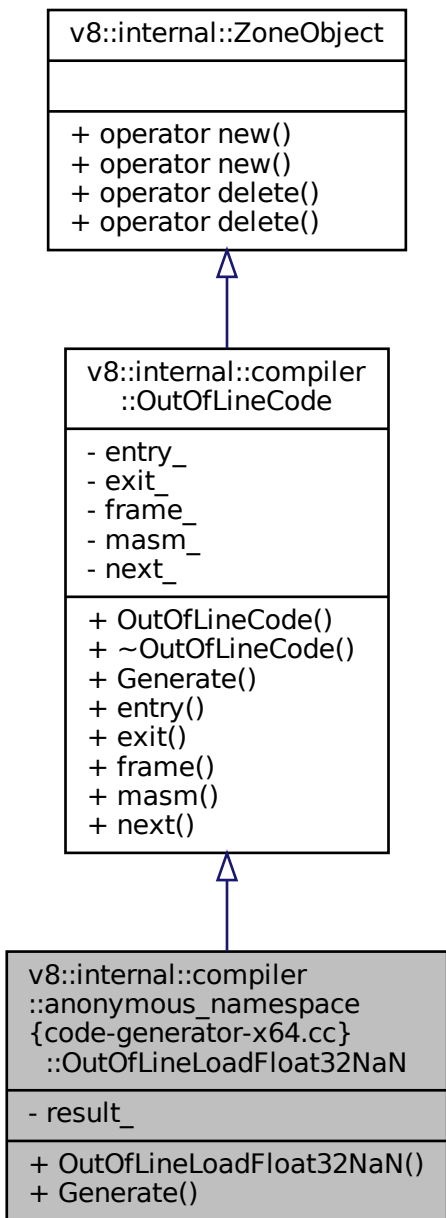 v8::internal::ZoneObject
+ operator new()
+ operator new()
+ operator delete()
+ operator delete()
v8::internal::compiler
::OutOfLineCode
- entry_
- exit_
- frame_
- masm_
- next_
+ OutOfLineCode()
+ ~OutOfLineCode()
+ Generate()
+ entry()
+ exit()
+ frame()
+ masm()
+ next()
v8::internal::compiler
::anonymous_namespace
{code-generator-x64.cc}
::OutOfLineLoadFloat32NaN
- result_
+ OutOfLineLoadFloat32NaN()
+ Generate()